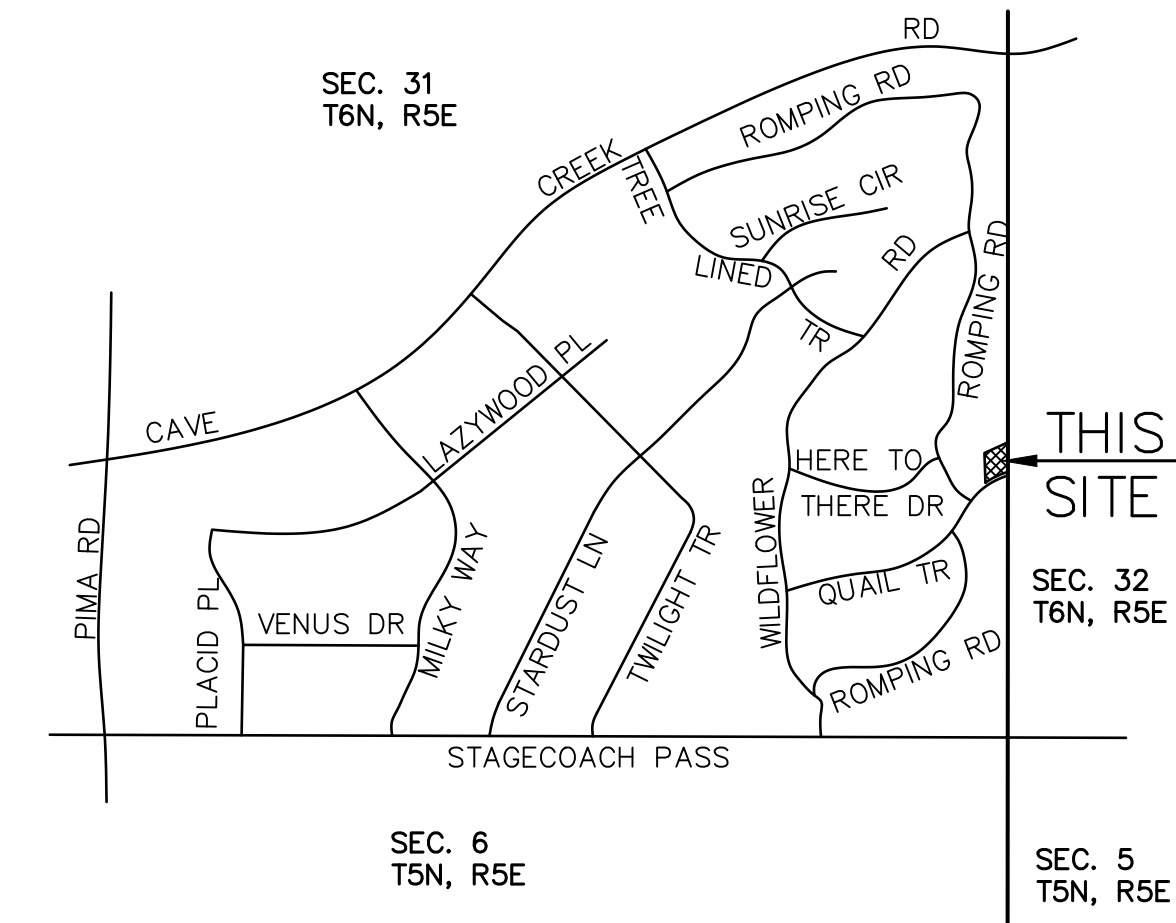 RD
SEC. 31
T6N, R5E
ROMPING RD
CREEK
TREE
SUNRISE CIR
LINED
RD
ROMPING RD
TR
LAZYWOOD PL
CAVE
THIS
SITE
HERE TO
THERE DR
WILDFLOWER
PIMA RD
MILKY WAY
STARDUST LN
TWILIGHT TR
QUAIL TR
SEC. 32
T6N, R5E
PLACID PL
VENUS DR
ROMPING RD
STAGECOACH PASS
SEC. 6
T5N, R5E
SEC. 5
T5N, R5E